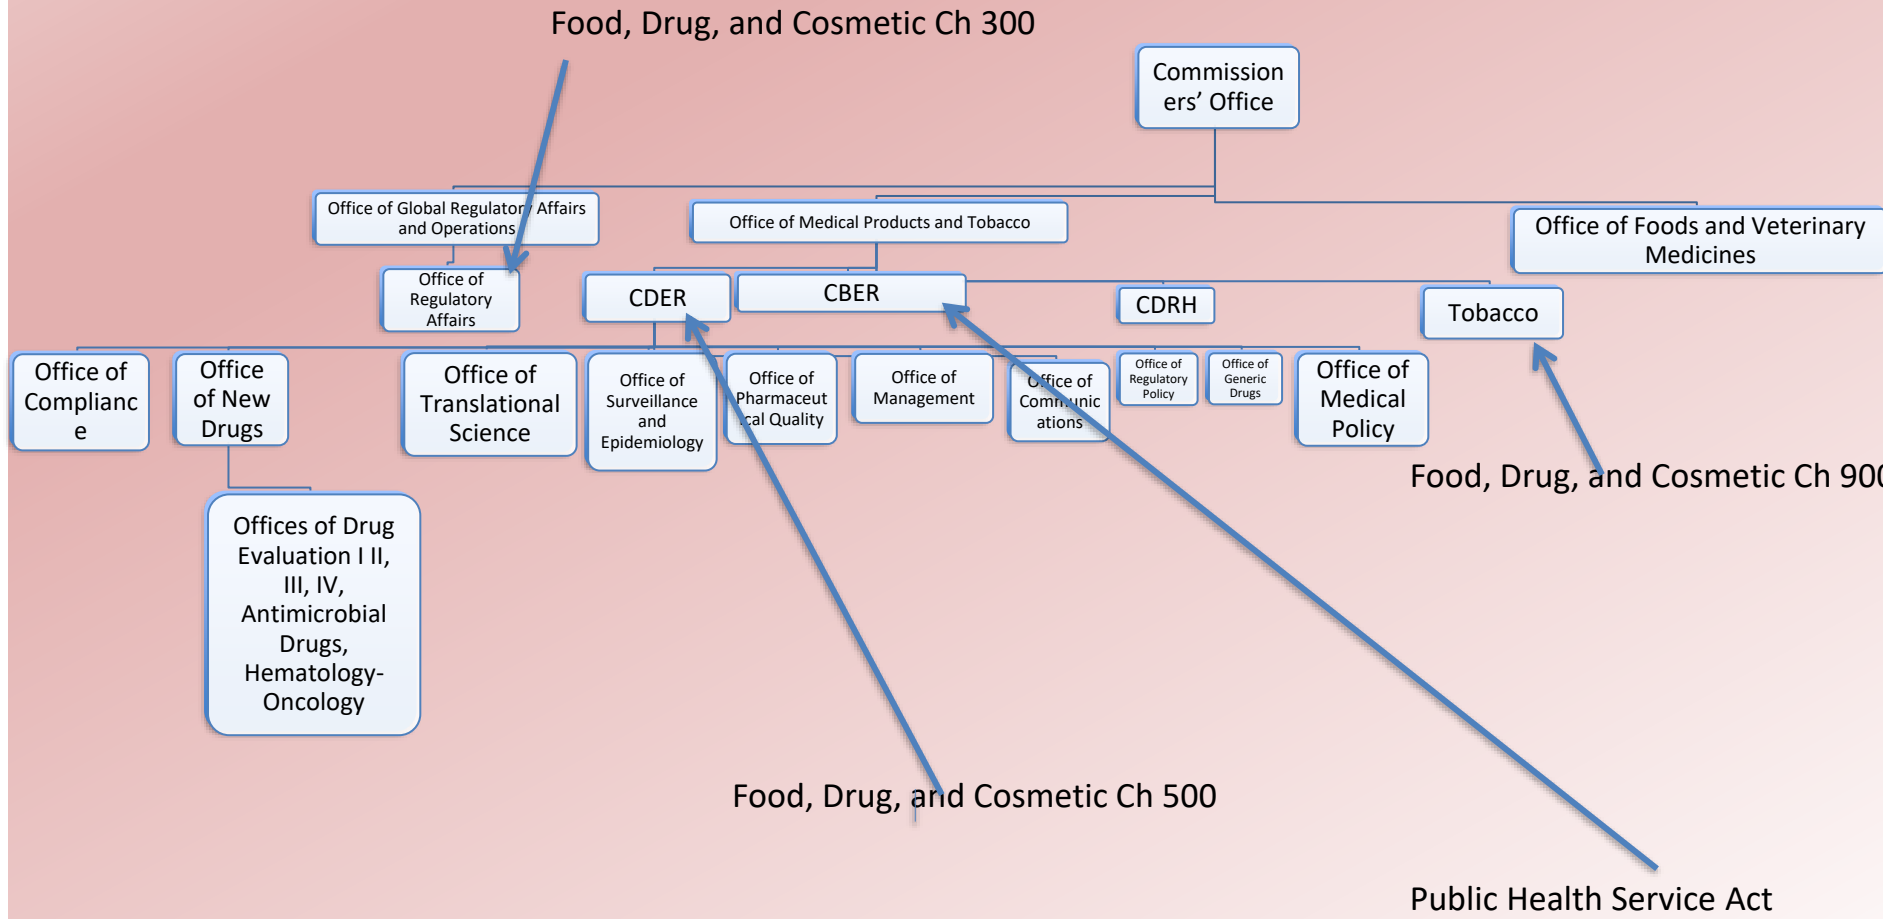 Food, Drug, and Cosmetic Ch 300
Commission
ers’ Office
Office of Global Regulatory Affairs
and Operations
Office of Medical Products and Tobacco
Office of Foods and Veterinary
Medicines
Office of
Regulatory
Affairs
CDER
CBER
CDRH
Tobacco
Office of
Complianc
e
Office
of New
Drugs
Office of
Translational
Science
Office of
Surveillance
and
Epidemiology
Office of
Pharmaceut
ical Quality
Office of
Management
Office of
Communic
ations
Office of
Regulatory
Policy
Office of
Generic
Drugs
Office of
Medical
Policy
Food, Drug, and Cosmetic Ch 900
Offices of Drug
Evaluation I II,
III, IV,
Antimicrobial
Drugs,
Hematology-
Oncology
Food, Drug, and Cosmetic Ch 500
Public Health Service Act